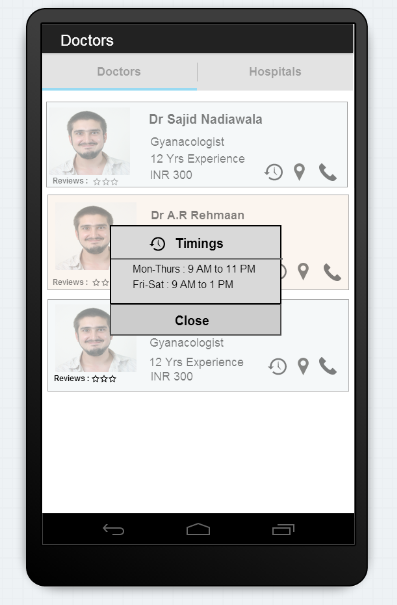 Doctors
Doctors
Hospitals
Dr Sajid Nadiawala
Gyanacologist
12 Yrs Experience
INR 300
Reviews :
Dr A.R Rehmaan
Reviews :
Timings
Mon-Thurs : 9 AM to 11 PM
Fri-Sat : 9 AM to 1 PM
Close
Gyanacologist
12 Yrs Experience
INR 300
Reviews :